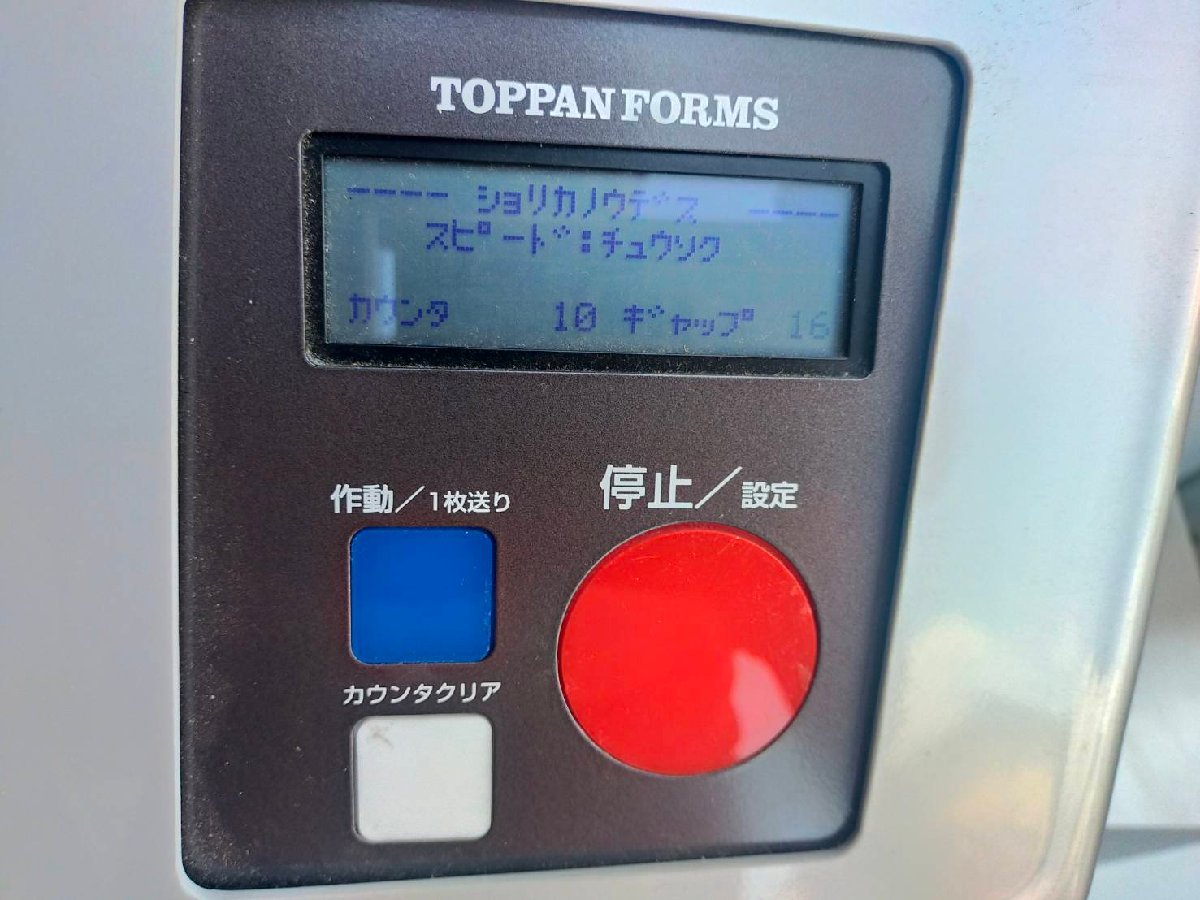 TOPPAN FORMS
---- ショリカノウデス ----
スピード:チュウソク
カウンタ 10 ギャップ 16
作動/1枚送り
停止/設定
カウンタクリア